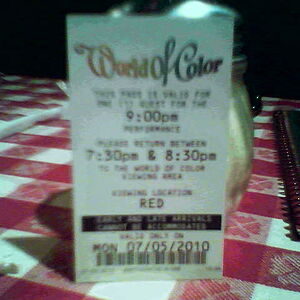 World Of Color
THIS PASS IS VALID FOR
ONE (1) GUEST FOR THE
9:00pm
PERFORMANCE
PLEASE RETURN BETWEEN
7:30pm & 8:30pm
TO THE WORLD OF COLOR
VIEWING AREA
VIEWING LOCATION
RED
EARLY AND LATE ARRIVALS
CANNOT BE ACCOMMODATED
VALID ONLY ON
MON 07/05/2010